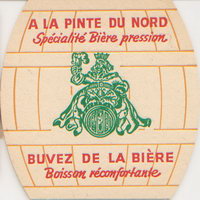 A LA PINTE DU NORD
Spécialité Bière pression
BUVEZ DE LA BIÈRE
Boisson réconfortante